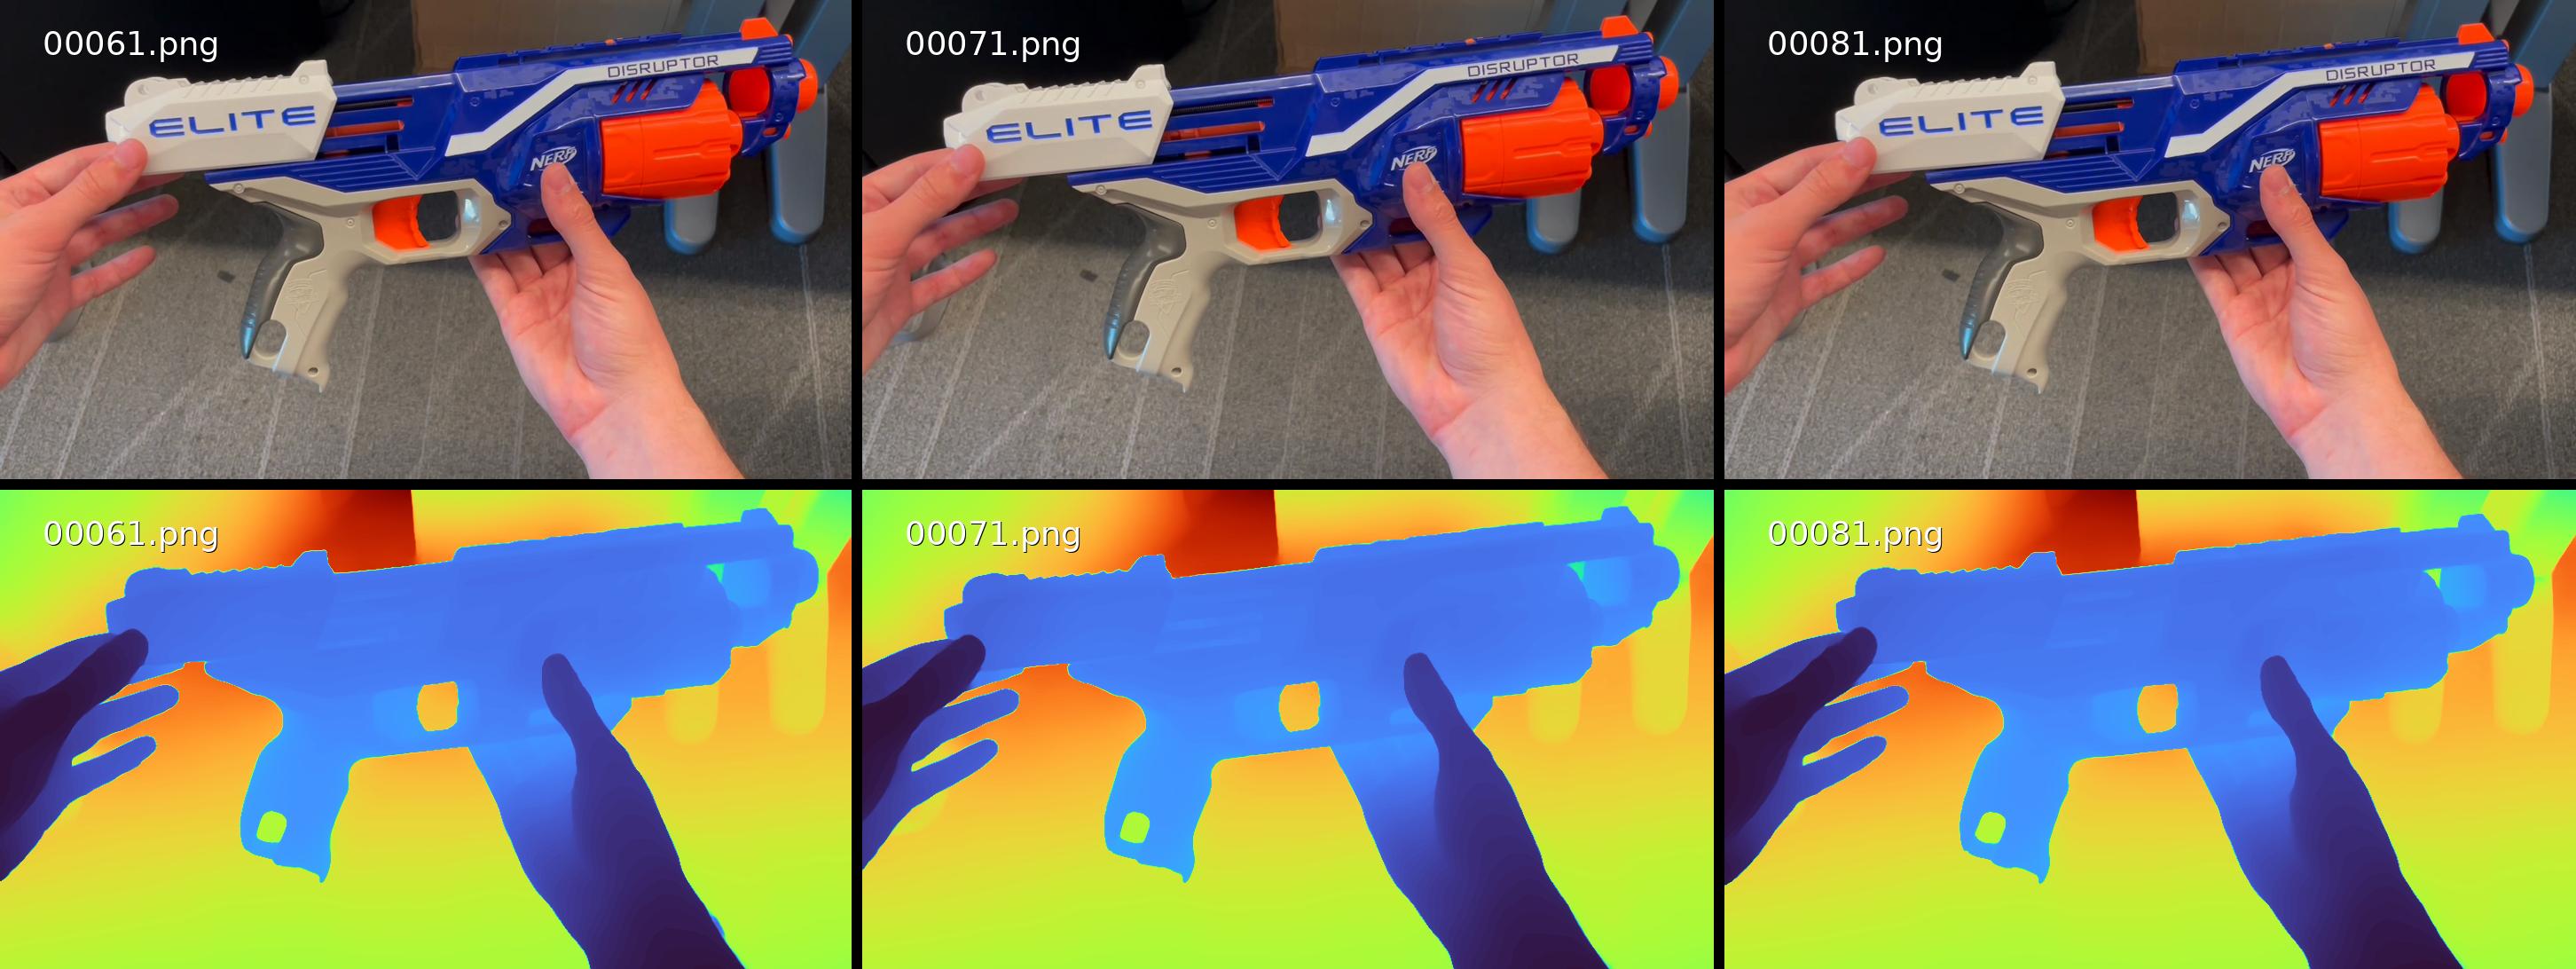 00061.png
DISRUPTOR
ELITE
NERF
00071.png
DISRUPTOR
ELITE
NERF
00081.png
DISRUPTOR
ELITE
NERF
00061.png
00071.png
00081.png